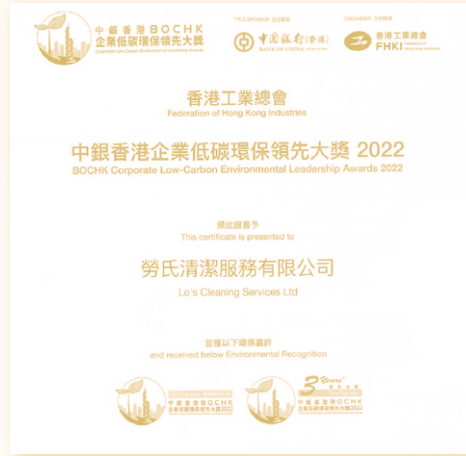 中銀香港BOCHK
企業低碳環保領先大獎
TITLE SPONSOR 冠名贊助
中國銀行(香港)
BANK OF CHINA
ORGANIZER 主辦機構
香港工業總會
FHKI
香港工業總會
Federation of Hong Kong Industries
中銀香港企業低碳環保領先大獎 2022
BOCHK Corporate Low-Carbon Environmental Leadership Awards 2022
頒此證書予
This certificate is presented to
勞氏清潔服務有限公司
Lo's Cleaning Services Ltd
並獲以下環保嘉許
and received below Environmental Recognition
中銀香港BOCHK
企業低碳環保領先大獎2022
3 Years+
中銀香港BOCHK
企業低碳環保領先大獎2022